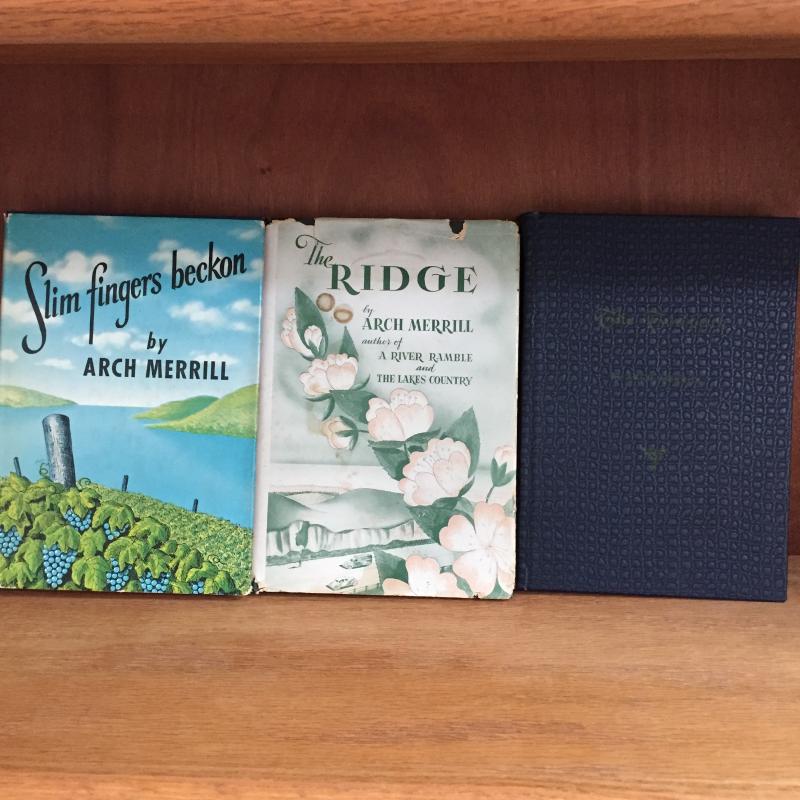 Slim fingers beckon
by
ARCH MERRILL
The
RIDGE
by
ARCH MERRILL
author of
A RIVER RAMBLE
and
THE LAKES COUNTRY
The